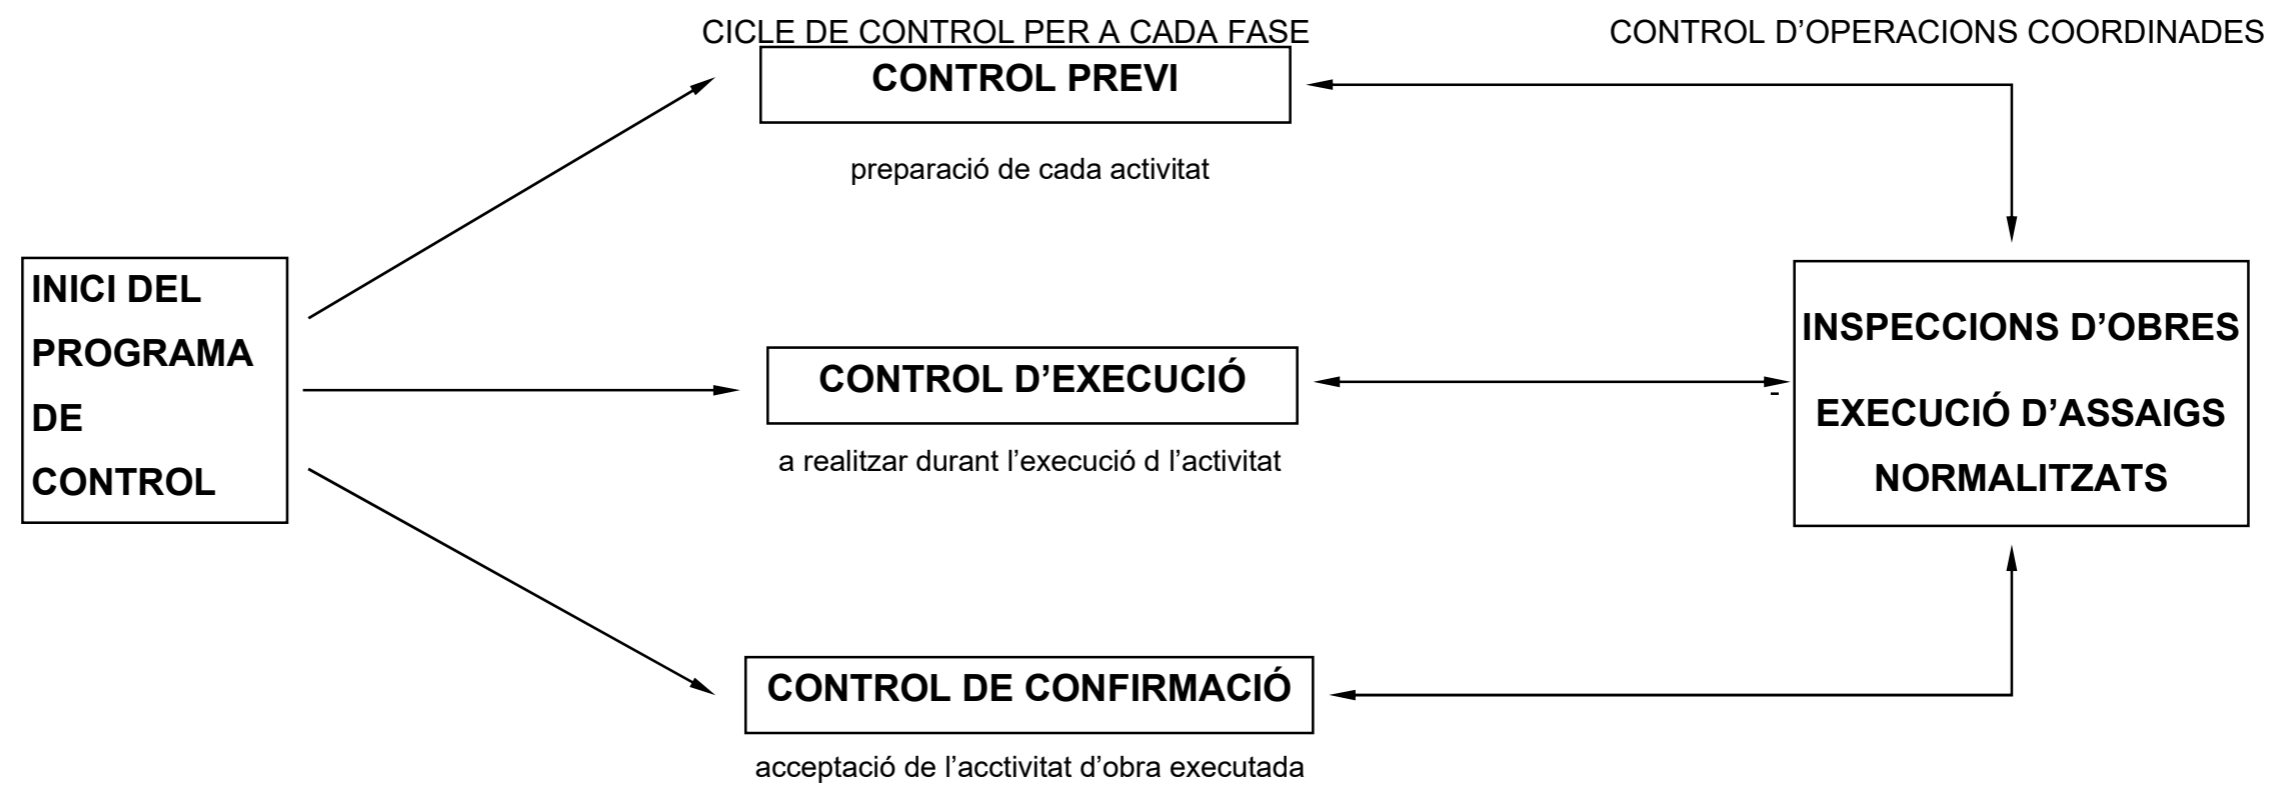 CICLE DE CONTROL PER A CADA FASE
CONTROL D’OPERACIONS COORDINADES
CONTROL PREVI
preparació de cada activitat
INICI DEL
PROGRAMA
DE
CONTROL
CONTROL D’EXECUCIÓ
a realitzar durant l’execució d l’activitat
-
INSPECCIONS D’OBRES
EXECUCIÓ D’ASSAIGS
NORMALITZATS
CONTROL DE CONFIRMACIÓ
acceptació de l’acctivitat d’obra executada